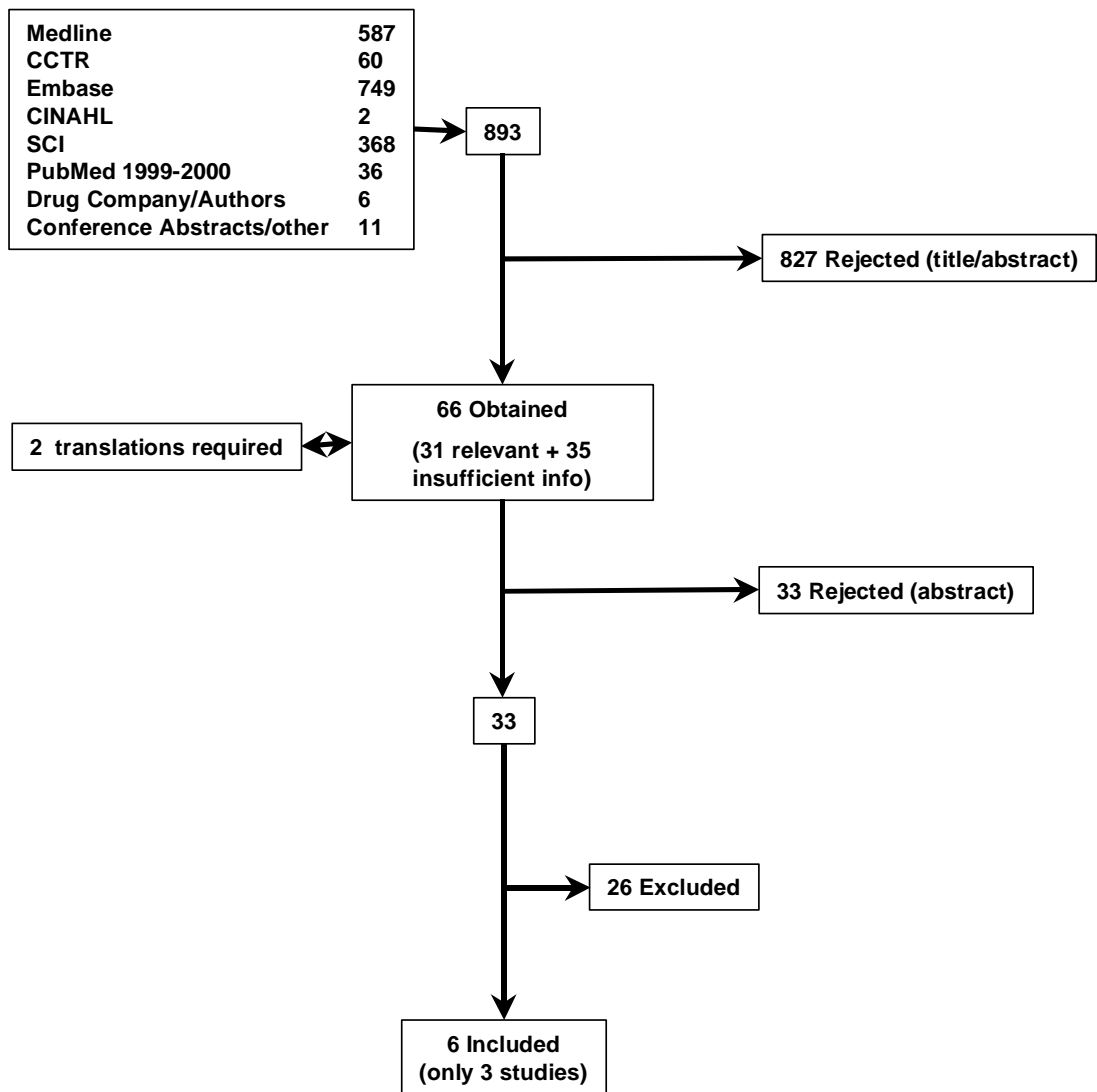 Medline 587
CCTR 60
Embase 749
CINAHL 2
SCI 368
PubMed 1999-2000 36
Drug Company/Authors 6
Conference Abstracts/other 11
893
827 Rejected (title/abstract)
66 Obtained
(31 relevant + 35
insufficient info)
2 translations required
33 Rejected (abstract)
33
26 Excluded
6 Included
(only 3 studies)